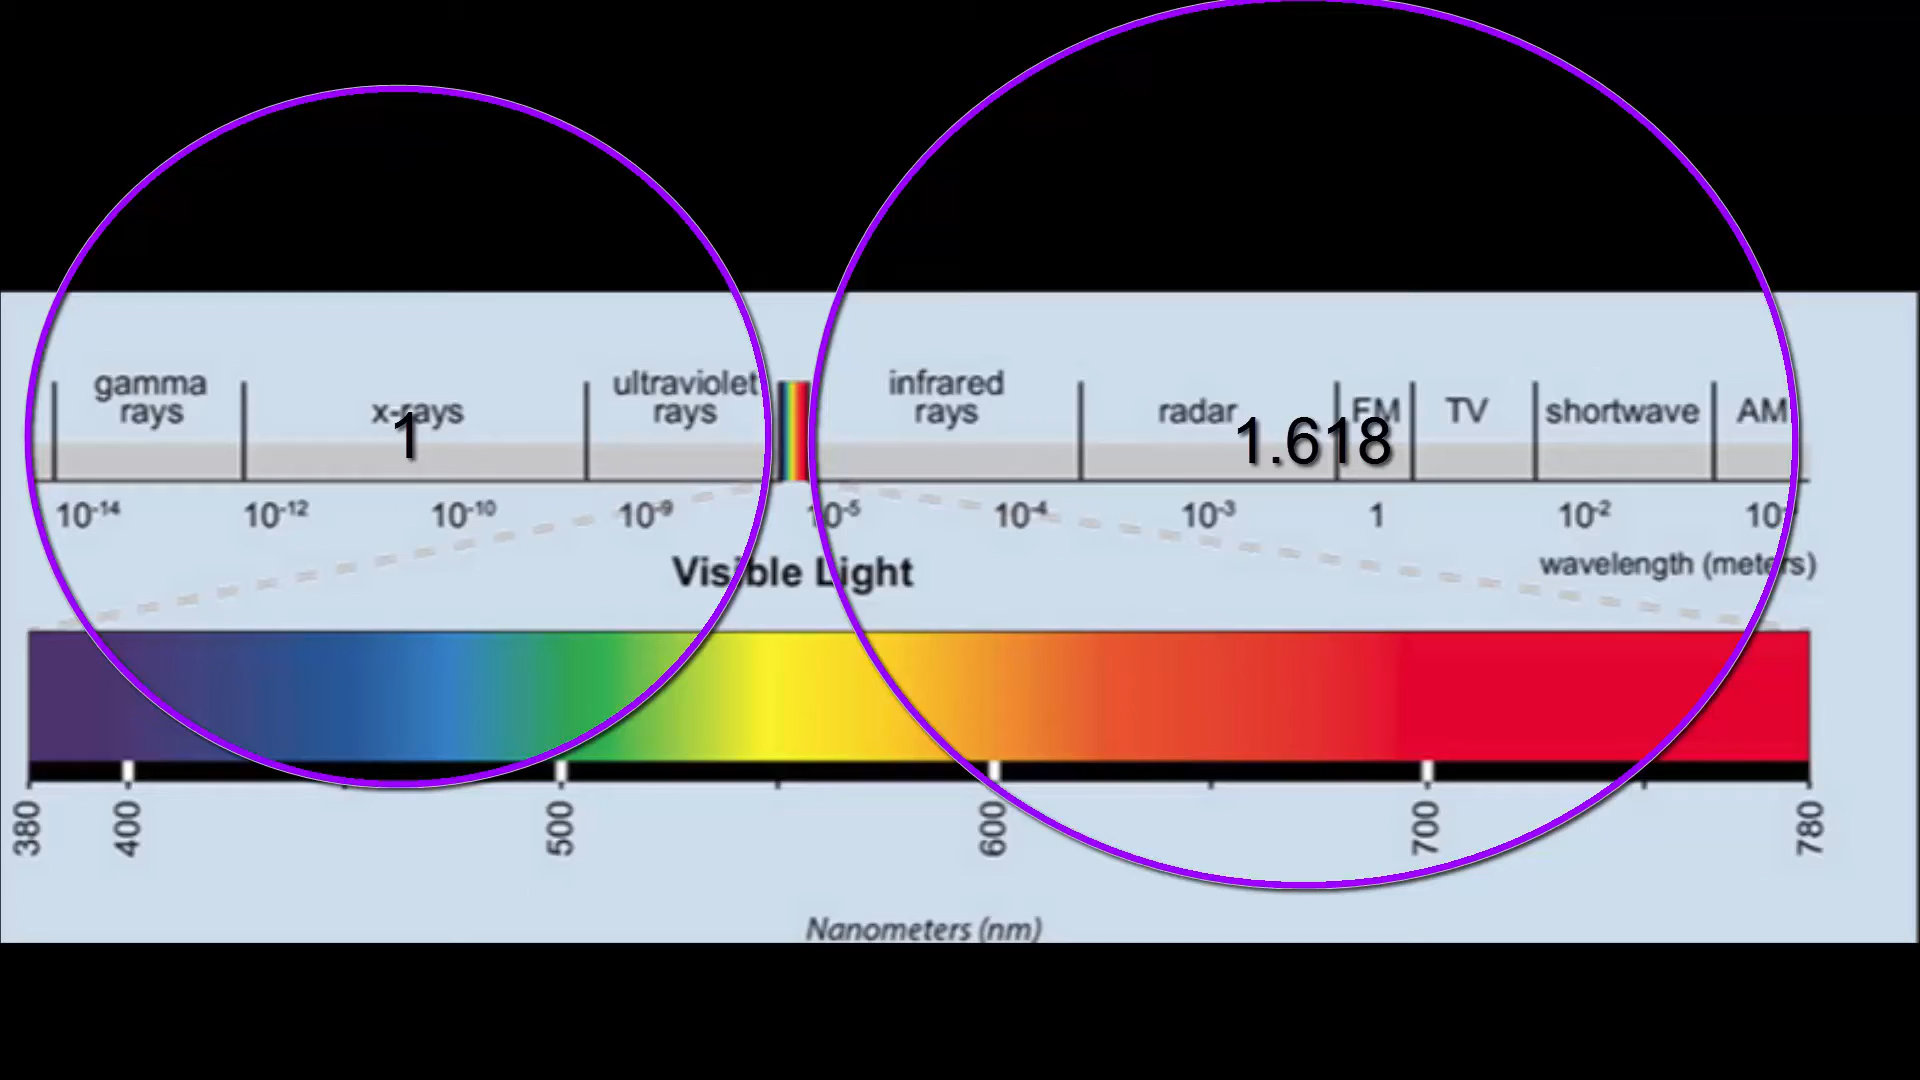 gamma rays
x-rays
ultraviolet rays
infrared rays
radar
FM
TV
shortwave
AM
1
1.618
10-14
10-12
10-10
10-9
10-5
10-4
10-3
1
10-2
wavelength (meters)
Visible Light
380
400
500
600
700
780
Nanometers (nm)